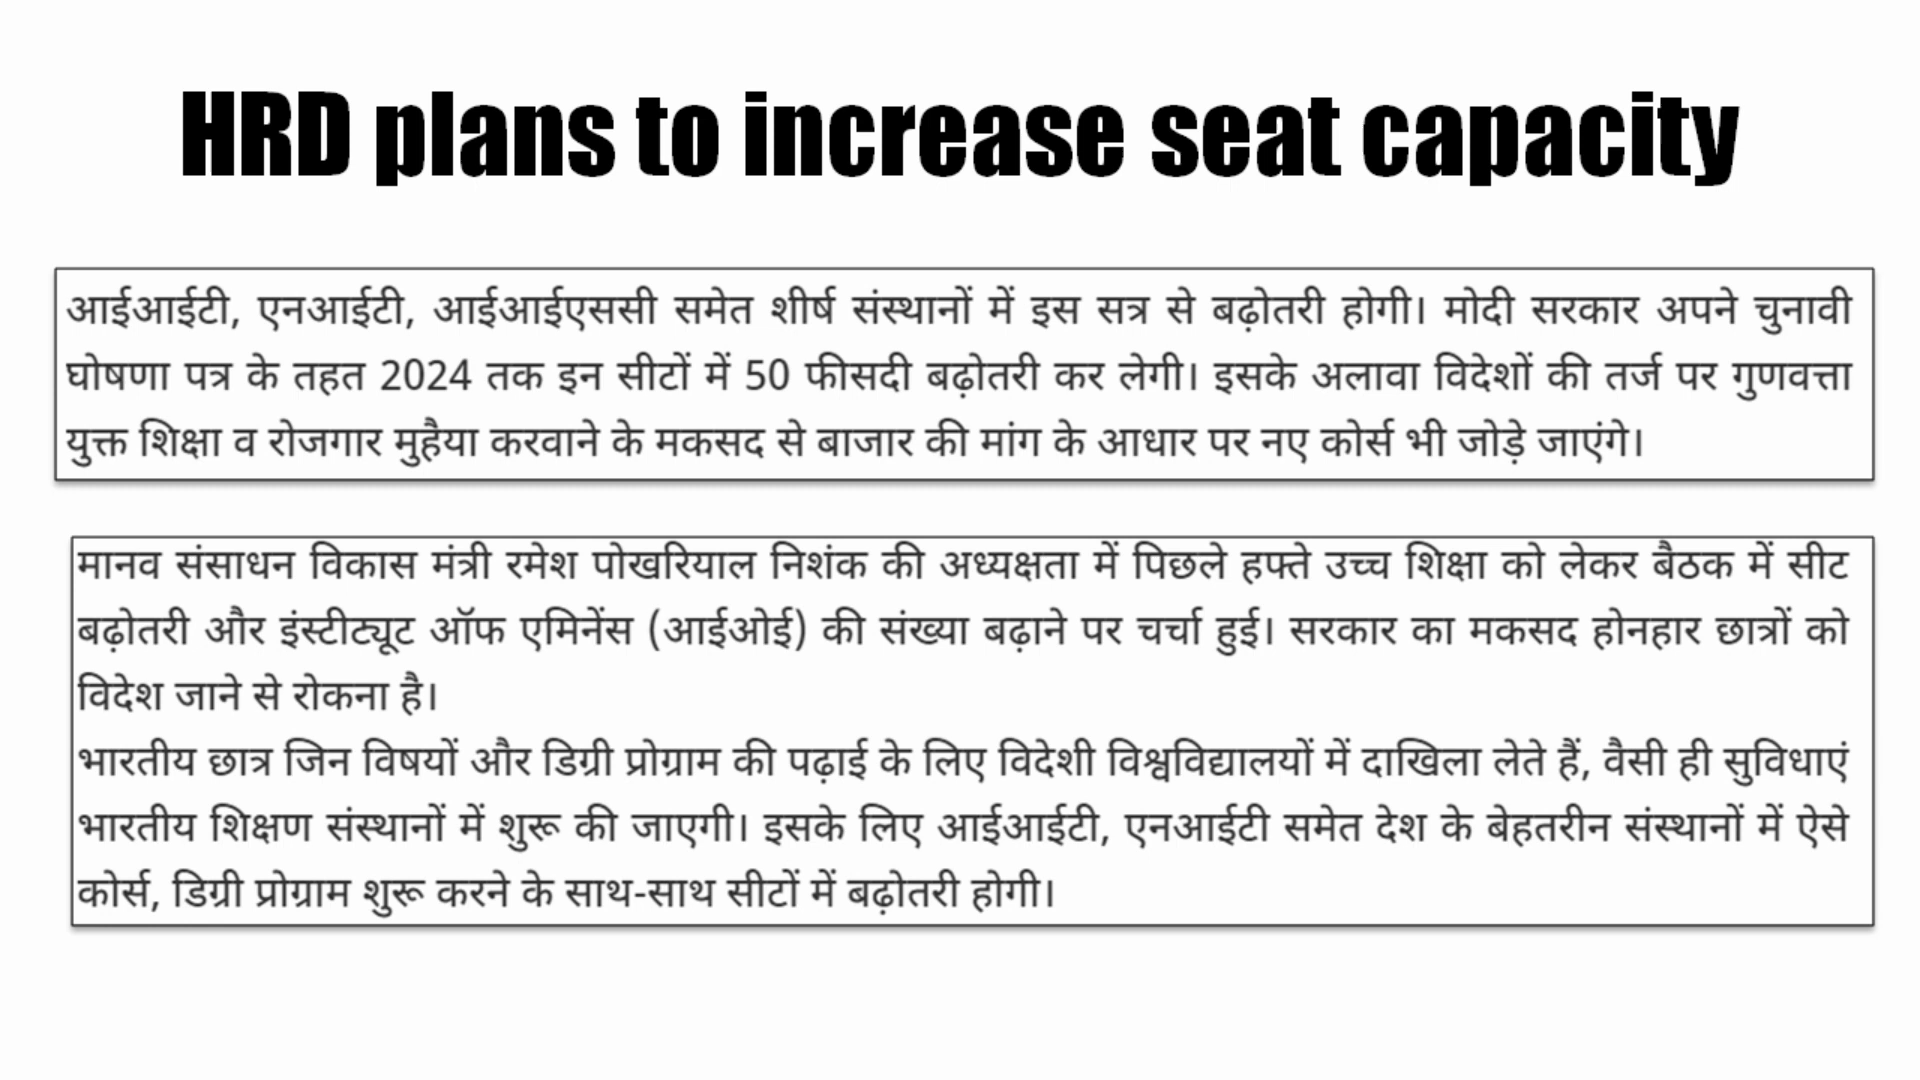 HRD plans to increase seat capacity
आईआईटी, एनआईटी, आईआईएससी समेत शीर्ष संस्थानों में इस सत्र से बढ़ोतरी होगी। मोदी सरकार अपने चुनावी
घोषणा पत्र के तहत 2024 तक इन सीटों में 50 फीसदी बढ़ोतरी कर लेगी। इसके अलावा विदेशों की तर्ज पर गुणवत्ता
युक्त शिक्षा व रोजगार मुहैया करवाने के मकसद से बाजार की मांग के आधार पर नए कोर्स भी जोड़े जाएंगे।
मानव संसाधन विकास मंत्री रमेश पोखरियाल निशंक की अध्यक्षता में पिछले हफ्ते उच्च शिक्षा को लेकर बैठक में सीट
बढ़ोतरी और इंस्टीट्यूट ऑफ एमिनेंस (आईओई) की संख्या बढ़ाने पर चर्चा हुई। सरकार का मकसद होनहार छात्रों को
विदेश जाने से रोकना है।
भारतीय छात्र जिन विषयों और डिग्री प्रोग्राम की पढ़ाई के लिए विदेशी विश्वविद्यालयों में दाखिला लेते हैं, वैसी ही सुविधाएं
भारतीय शिक्षण संस्थानों में शुरू की जाएगी। इसके लिए आईआईटी, एनआईटी समेत देश के बेहतरीन संस्थानों में ऐसे
कोर्स, डिग्री प्रोग्राम शुरू करने के साथ-साथ सीटों में बढ़ोतरी होगी।